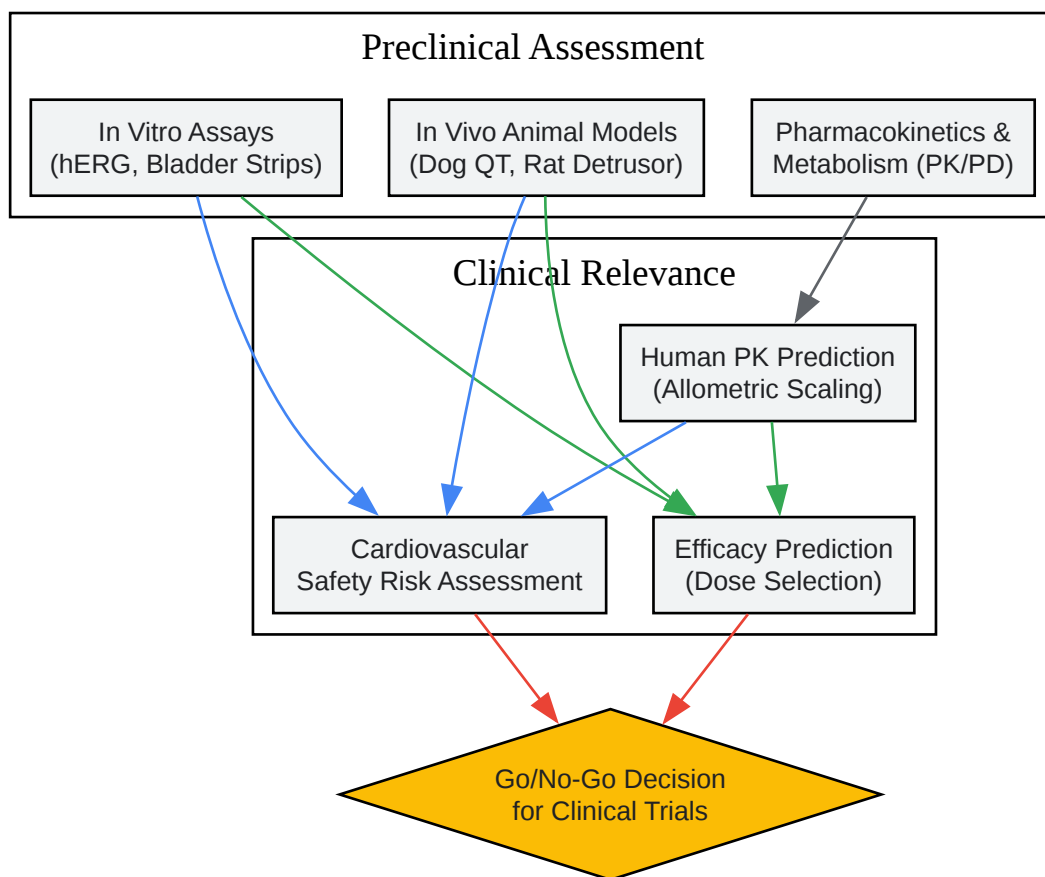 Preclinical Assessment
In Vitro Assays
(hERG, Bladder Strips)
In Vivo Animal Models
(Dog QT, Rat Detrusor)
Pharmacokinetics &
Metabolism (PK/PD)
Clinical Relevance
Human PK Prediction
(Allometric Scaling)
Cardiovascular
Safety Risk Assessment
Efficacy Prediction
(Dose Selection)
Go/No-Go Decision
for Clinical Trials